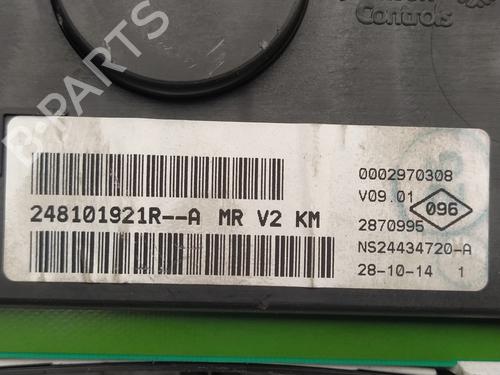 Controls
B-PARTS
248101921R--A MR V2 KM
0002970308
V09.01
096
2870995
NS24434720-A
28-10-14 1